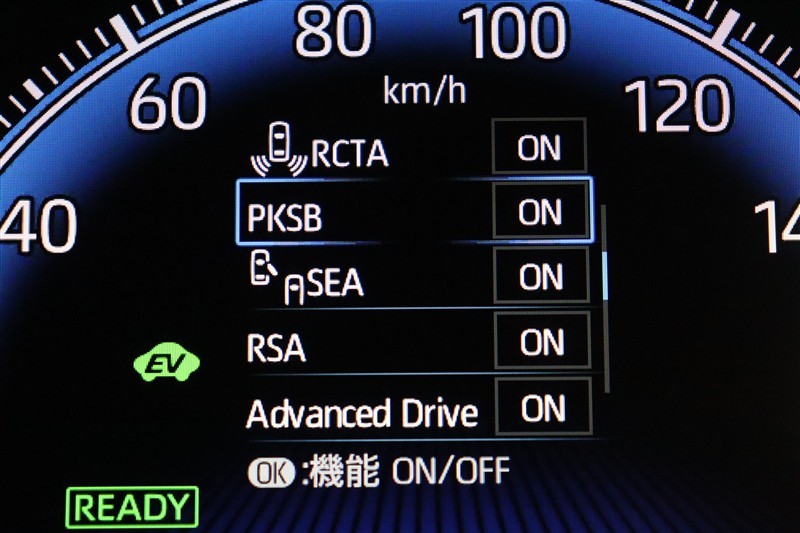 80 100
km/h
60 120
40 14
RCTA ON
PKSB ON
SEA ON
RSA ON
EV
Advanced Drive ON
OK:機能 ON/OFF
READY